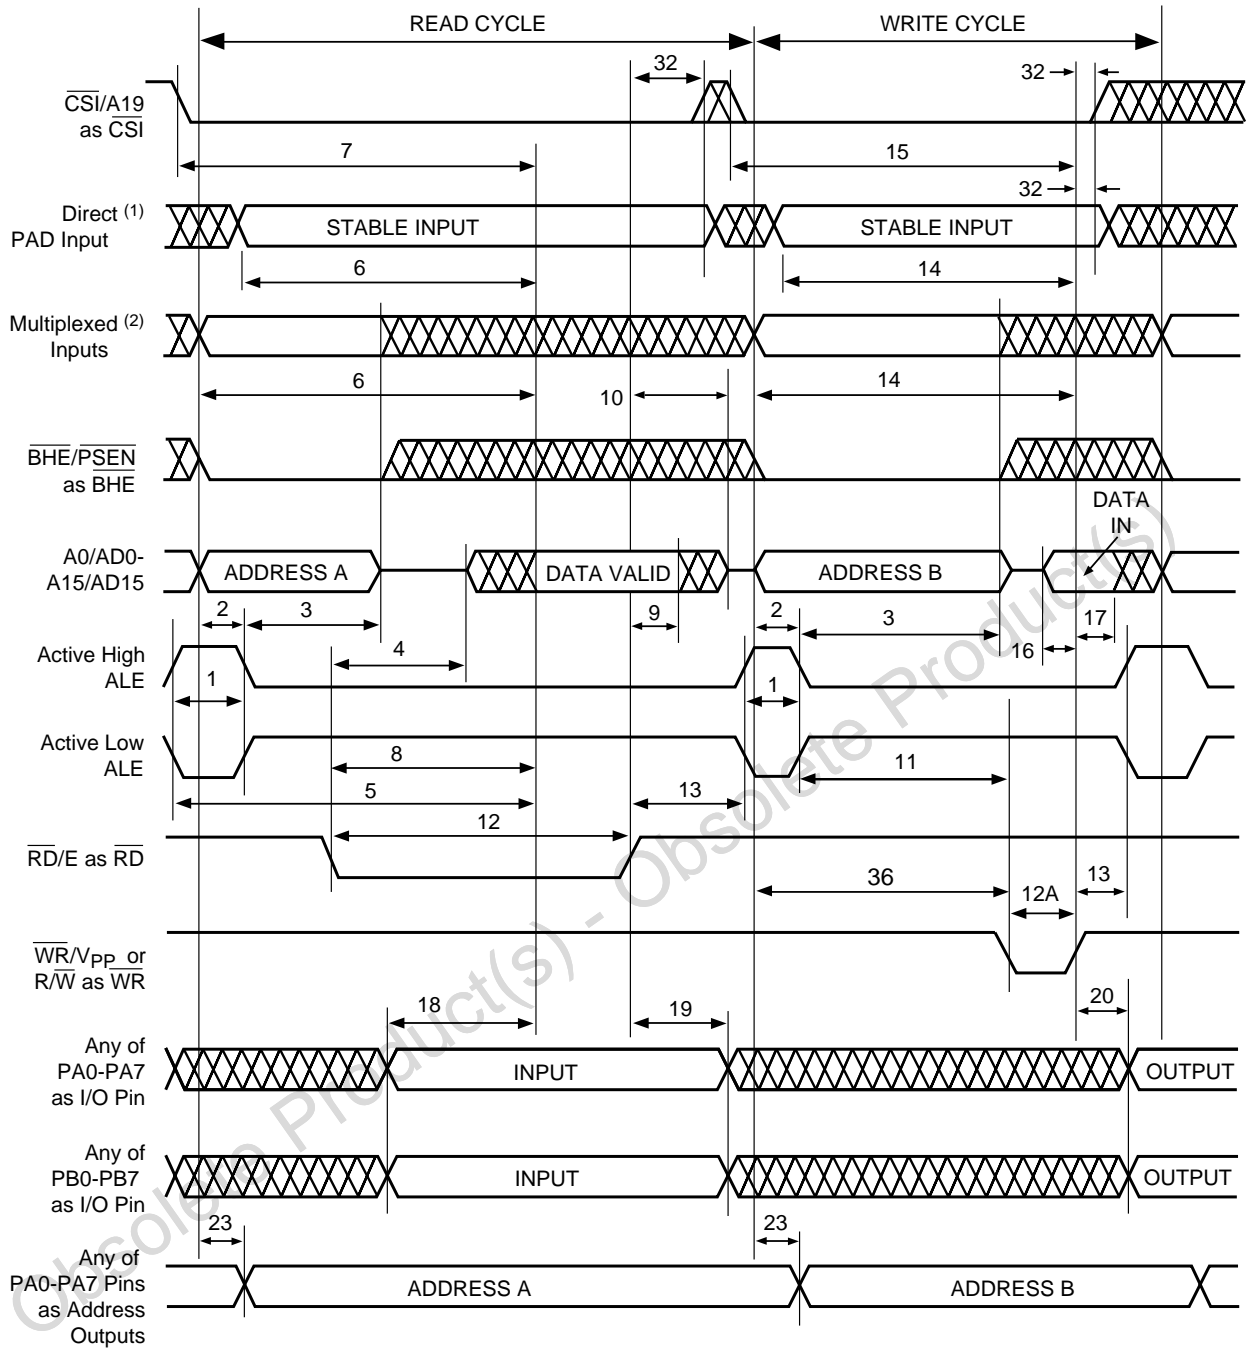 READ CYCLE
WRITE CYCLE
32
32
CSI/A19
as CSI
7
15
32
Direct (1)
PAD Input
STABLE INPUT
STABLE INPUT
6
14
Multiplexed (2)
Inputs
6
10
14
BHE/PSEN
as BHE
DATA
IN
A0/AD0-
A15/AD15
ADDRESS A
DATA VALID
ADDRESS B
2
3
9
2
3
17
4
16
Active High
ALE
1
1
Active Low
ALE
8
11
5
13
12
RD/E as RD
36
12A
13
WR/VPP or
R/W as WR
18
19
20
Any of
PA0-PA7
as I/O Pin
INPUT
OUTPUT
Any of
PB0-PB7
as I/O Pin
INPUT
OUTPUT
23
23
Any of
PA0-PA7 Pins
as Address
Outputs
ADDRESS A
ADDRESS B
Obsolete Product(s) - Obsolete Product(s)